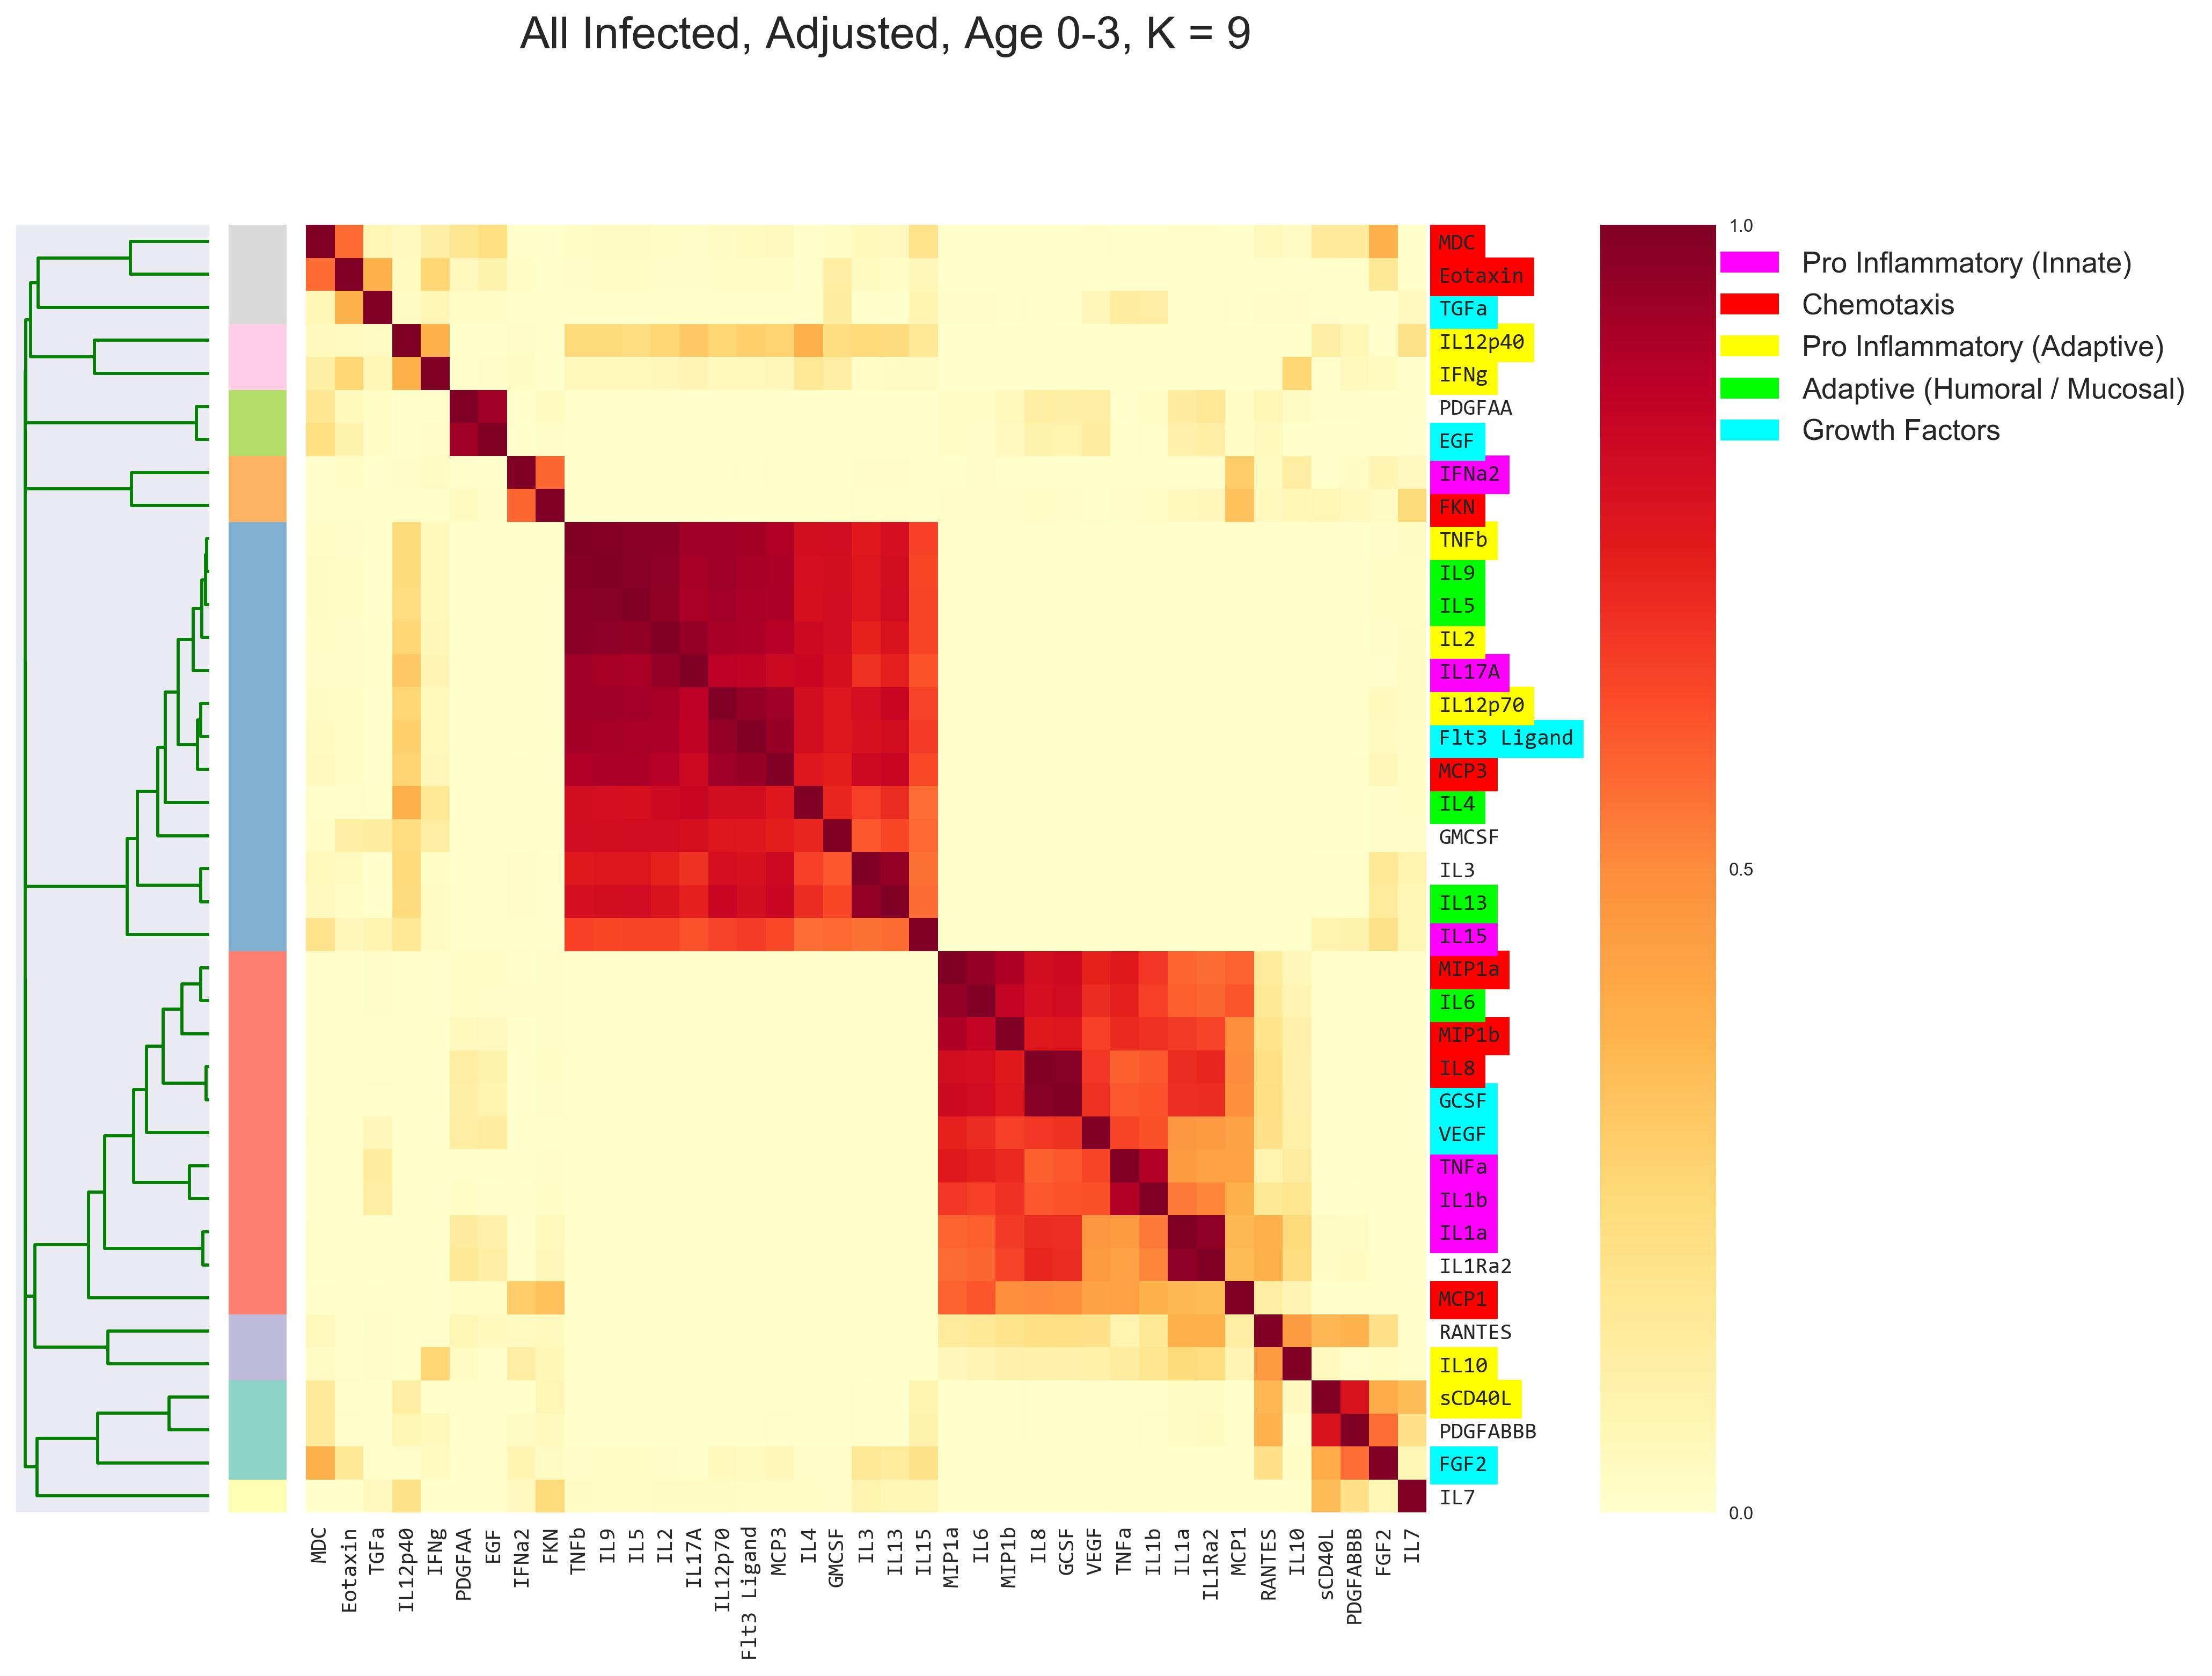 All Infected, Adjusted, Age 0-3, K = 9
MDC
Eotaxin
TGFa
IL12p40
IFNg
PDGFAA
EGF
IFNa2
FKN
TNFb
IL9
IL5
IL2
IL17A
IL12p70
Flt3 Ligand
MCP3
IL4
GMCSF
IL3
IL13
IL15
MIP1a
IL6
MIP1b
IL8
GCSF
VEGF
TNFa
IL1b
IL1a
IL1Ra2
MCP1
RANTES
IL10
sCD40L
PDGFABBB
FGF2
IL7
1.0
0.5
0.0
Pro Inflammatory (Innate)
Chemotaxis
Pro Inflammatory (Adaptive)
Adaptive (Humoral / Mucosal)
Growth Factors
MDC
Eotaxin
TGFa
IL12p40
IFNg
PDGFAA
EGF
IFNa2
FKN
TNFb
IL9
IL5
IL2
IL17A
IL12p70
Flt3 Ligand
MCP3
IL4
GMCSF
IL3
IL13
IL15
MIP1a
IL6
MIP1b
IL8
GCSF
VEGF
TNFa
IL1b
IL1a
IL1Ra2
MCP1
RANTES
IL10
sCD40L
PDGFABBB
FGF2
IL7